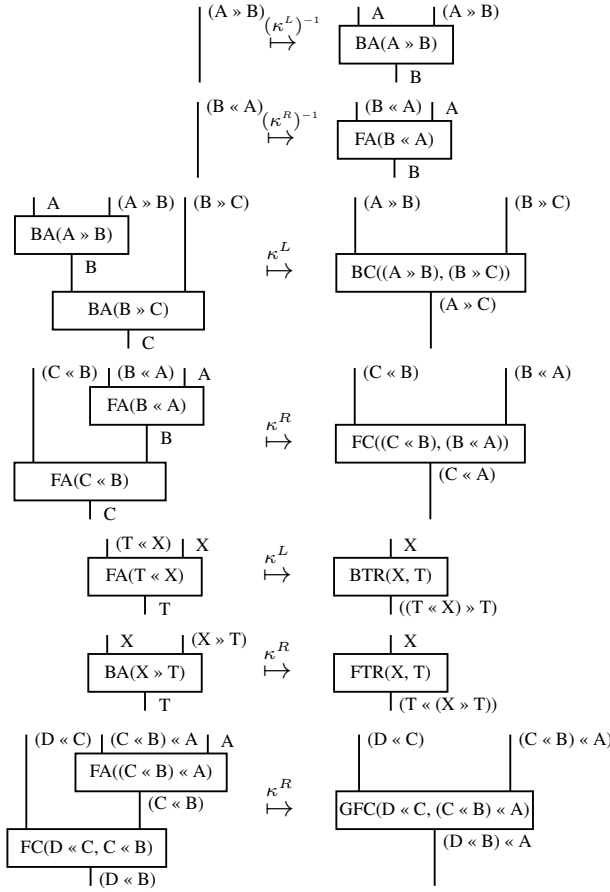 (A » B) (κ^L)^{-1} ↦ A (A » B)
BA(A » B)
B
(B « A) (κ^R)^{-1} ↦ (B « A) A
FA(B « A)
B
A (A » B) (B » C) (A » B) (B » C)
BA(A » B)
B κ^L ↦ BC((A » B), (B » C))
BA(B » C) (A » C)
C
(C « B) (B « A) A (C « B) (B « A)
FA(B « A)
B κ^R ↦ FC((C « B), (B « A))
FA(C « B) (C « A)
C
(T « X) X X
FA(T « X) κ^L ↦ BTR(X, T)
T ((T « X) » T)
X (X » T) X
BA(X » T) κ^R ↦ FTR(X, T)
T (T « (X » T))
(D « C) (C « B) « A A (D « C) (C « B) « A)
FA((C « B) « A)
(C « B) κ^R ↦ GFC(D « C, (C « B) « A)
FC(D « C, C « B) (D « B) « A
(D « B)